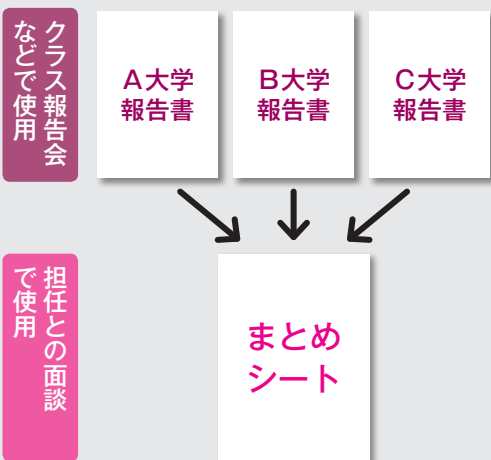 クラス報告会
などで使用
A大学
報告書
B大学
報告書
C大学
報告書
担任との面談
で使用
まとめ
シート